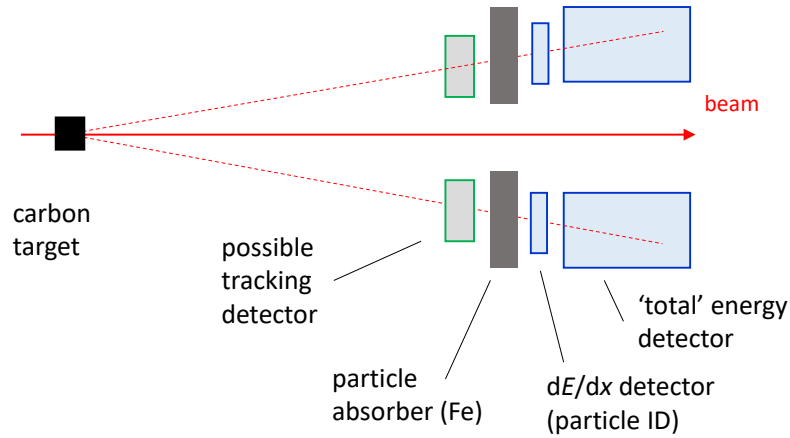 beam
carbon
target
possible
tracking
detector
‘total’ energy
detector
particle
absorber (Fe)
dE/dx detector
(particle ID)